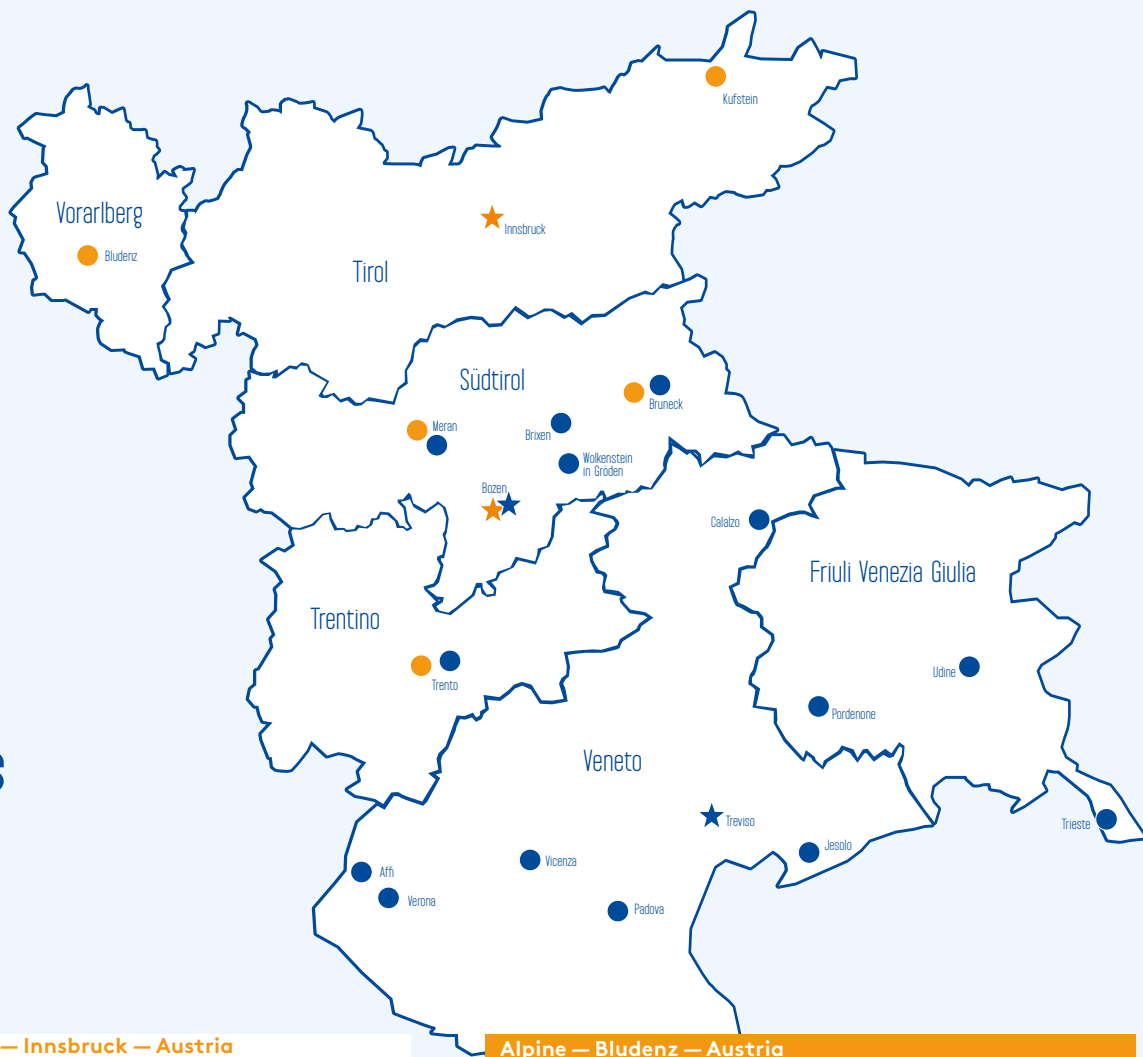 Kufstein
Vorarlberg
Innsbruck
Bludenz
Tirol
Südtirol
Bruneck
Meran
Brixen
Wolkenstein
in Gröden
Bozen
Calalzo
Friuli Venezia Giulia
Trentino
Udine
Trento
Pordenone
Veneto
Treviso
Trieste
Jesolo
Vicenza
Affi
Verona
Padova
— Innsbruck — Austria
Alpine — Bludenz — Austria